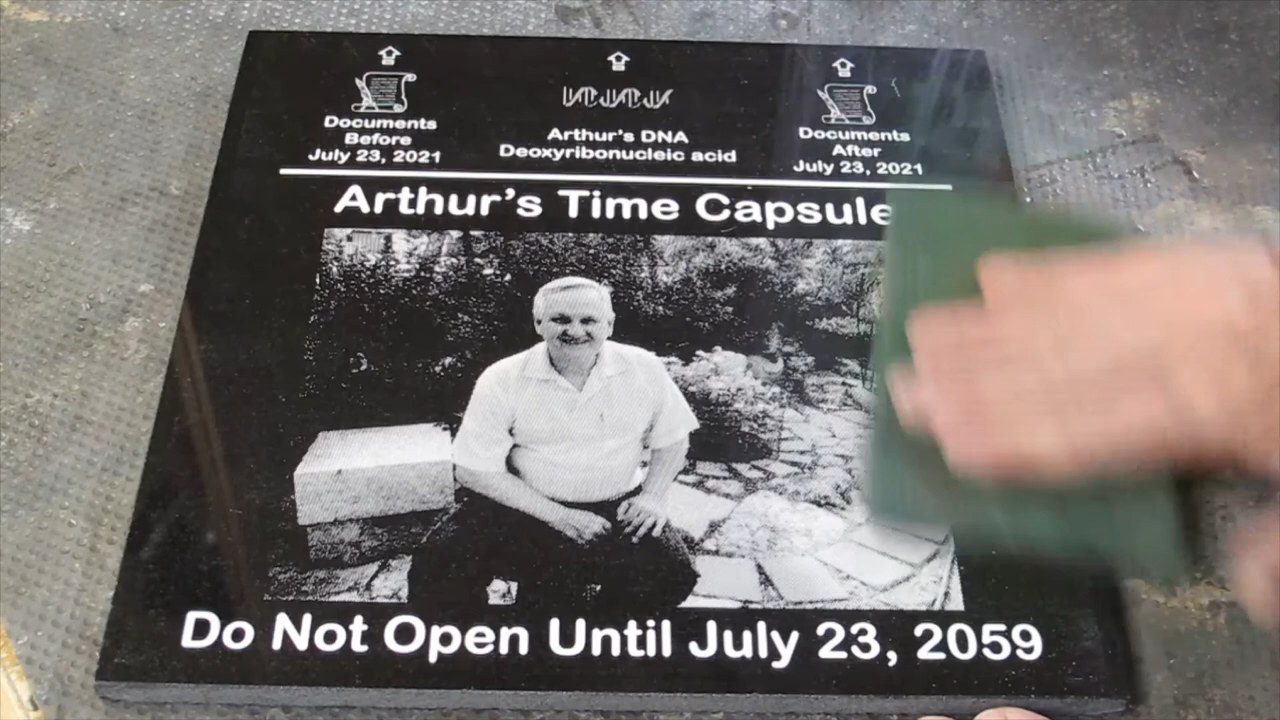 Documents
Before
July 23, 2021
Arthur's DNA
Deoxyribonucleic acid
Documents
After
July 23, 2021
Arthur's Time Capsule
Do Not Open Until July 23, 2059